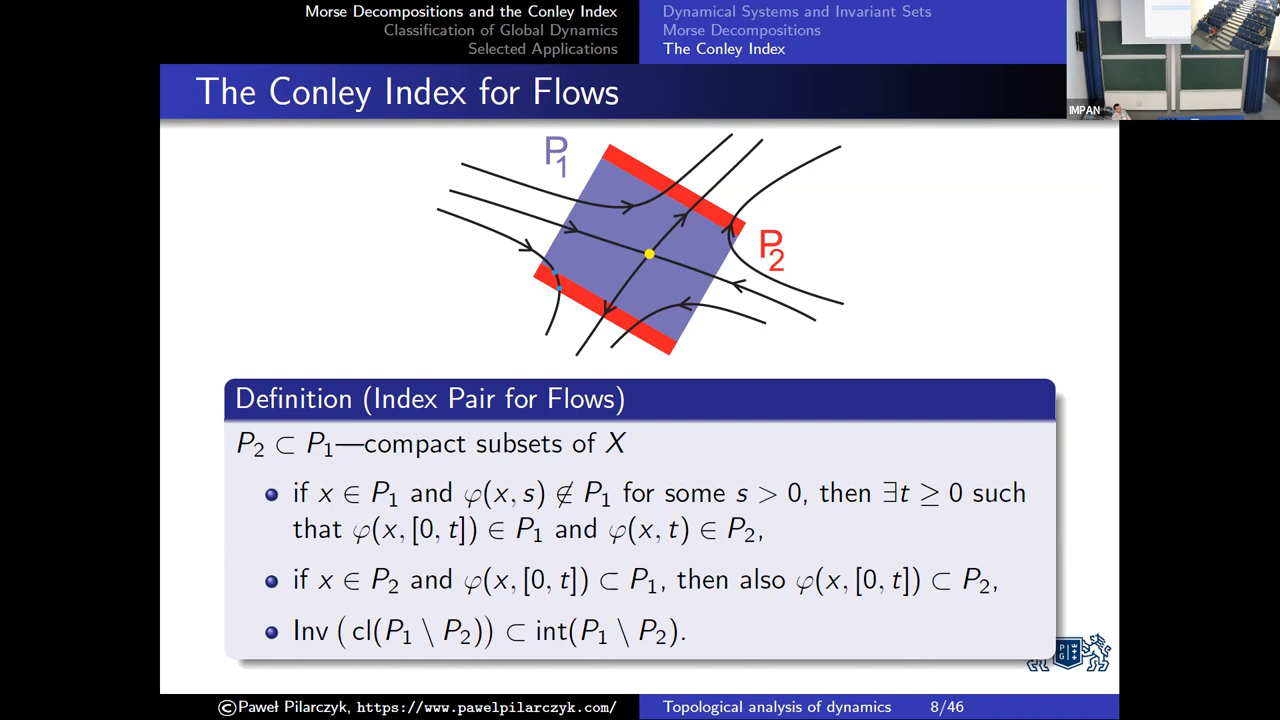 Morse Decompositions and the Conley Index
Classification of Global Dynamics
Selected Applications
Dynamical Systems and Invariant Sets
Morse Decompositions
The Conley Index
IMPAN
The Conley Index for Flows
P₁
P₂
Definition (Index Pair for Flows)
P₂ ⊂ P₁—compact subsets of X
if x ∈ P₁ and φ(x, s) ∉ P₁ for some s > 0, then ∃t ≥ 0 such
that φ(x, [0, t]) ∈ P₁ and φ(x, t) ∈ P₂,
if x ∈ P₂ and φ(x, [0, t]) ⊂ P₁, then also φ(x, [0, t]) ⊂ P₂,
Inv (cl(P₁ \ P₂)) ⊂ int(P₁ \ P₂).
P G
©Paweł Pilarczyk, https://www.pawelpilarczyk.com/
Topological analysis of dynamics
8/46